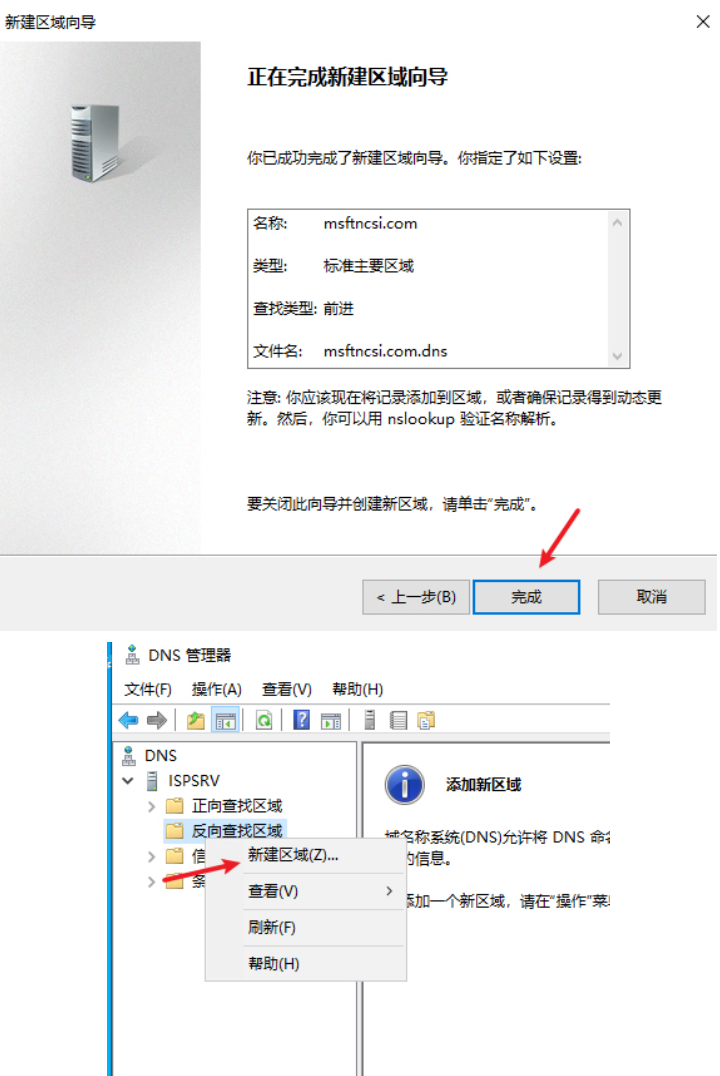 新建区域向导
正在完成新建区域向导
你已成功完成了新建区域向导。你指定了如下设置:
名称: msftncsi.com
类型: 标准主要区域
查找类型: 前进
文件名: msftncsi.com.dns
注意: 你应该现在将记录添加到区域，或者确保记录得到动态更
新。然后，你可以用 nslookup 验证名称解析。
要关闭此向导并创建新区域，请单击“完成”。
< 上一步(B) 完成 取消
DNS 管理器
文件(F) 操作(A) 查看(V) 帮助(H)
DNS
ISPSRV
正向查找区域
反向查找区域
信
条
新建区域(Z)...
查看(V)
刷新(F)
帮助(H)
添加新区域
域名称系统(DNS)允许将 DNS 命名
的信息。
添加一个新区域，请在“操作”菜单